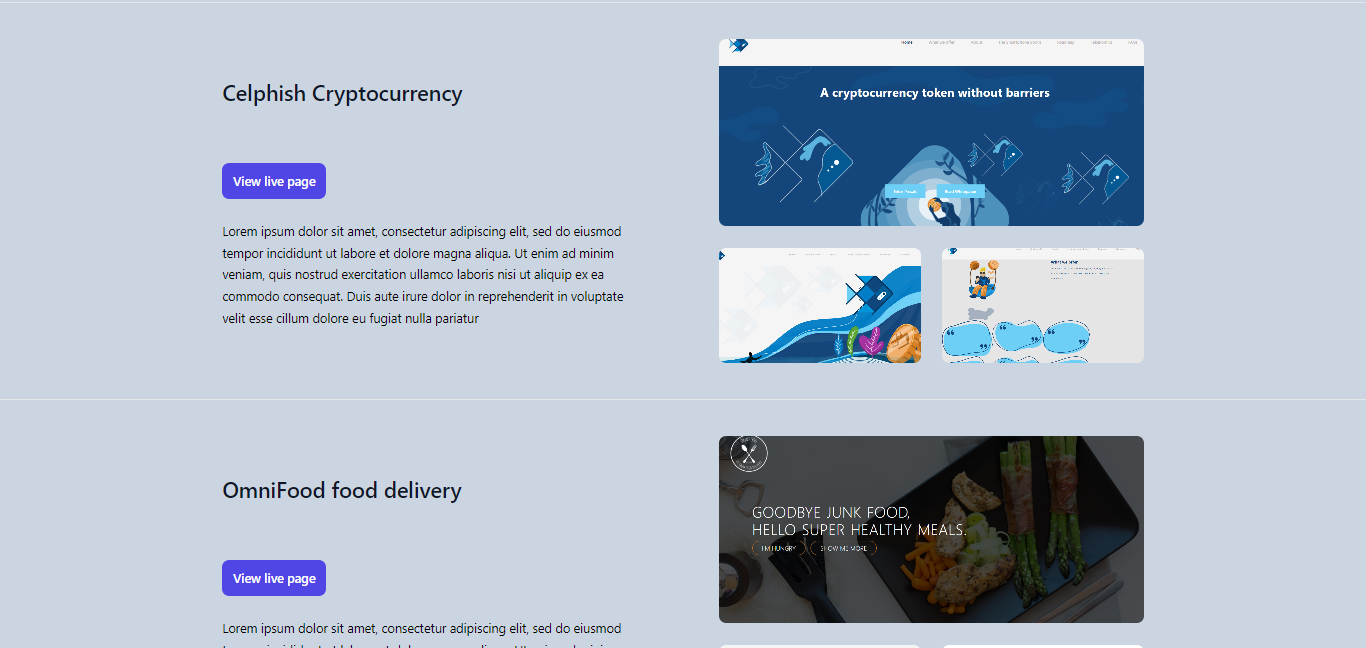 Celphish Cryptocurrency
View live page
Lorem ipsum dolor sit amet, consectetur adipiscing elit, sed do eiusmod
tempor incididunt ut labore et dolore magna aliqua. Ut enim ad minim
veniam, quis nostrud exercitation ullamco laboris nisi ut aliquip ex ea
commodo consequat. Duis aute irure dolor in reprehenderit in voluptate
velit esse cillum dolore eu fugiat nulla pariatur
Home
A cryptocurrency token without barriers
What we offer
OmniFood food delivery
View live page
Lorem ipsum dolor sit amet, consectetur adipiscing elit, sed do eiusmod
GOODBYE JUNK FOOD,
HELLO SUPER HEALTHY MEALS.
I'M HUNGRY SHOW ME MORE